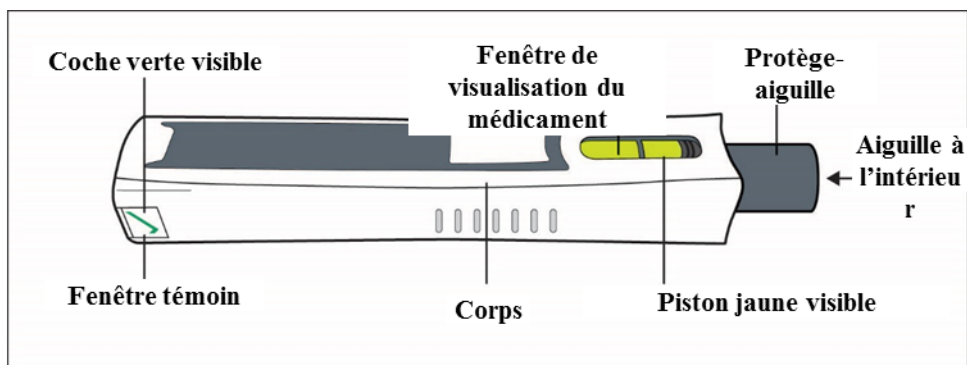 Coche verte visible
Fenêtre de
visualisation du
médicament
Protège-
aiguille
Aiguille à
l’intérieu
r
Fenêtre témoin
Corps
Piston jaune visible